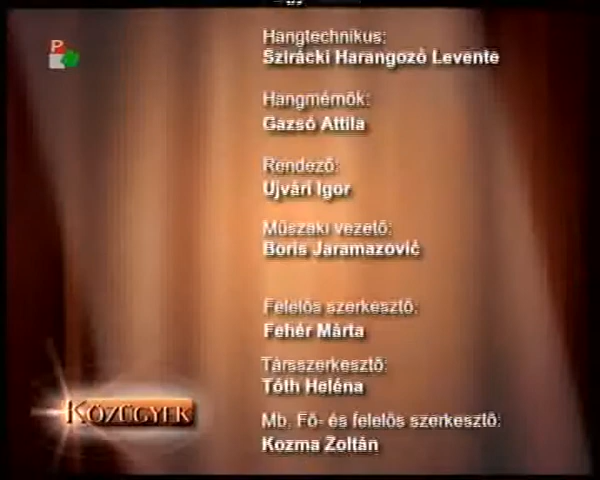 P
Hangtechnikus:
Szirácki Harangozó Levente
Hangmérnök:
Gazsó Attila
Rendező:
Ujvári Igor
Műszaki vezető:
Boris Jaramazović
Felelős szerkesztő:
Fehér Márta
Társszerkesztő:
Tóth Heléna
Mb. Fő- és felelős szerkesztő:
Kozma Zoltán
KÖZÜGYEK